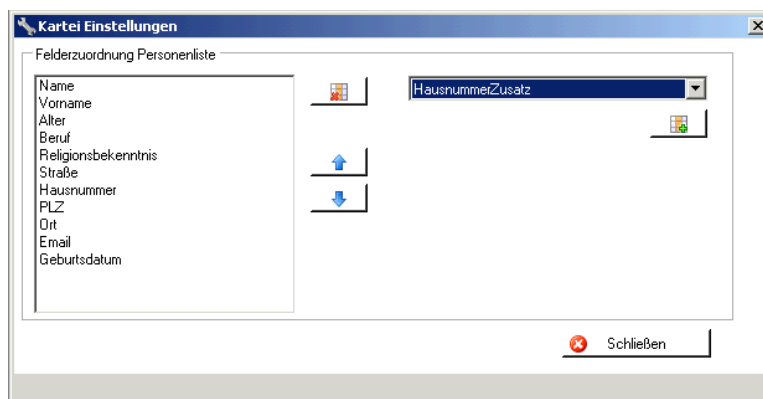 Kartei Einstellungen
Felderzuordnung Personenliste
Name
Vorname
Alter
Beruf
Religionsbekenntnis
Straße
Hausnummer
PLZ
Ort
Email
Geburtsdatum
HausnummerZusatz
Schließen